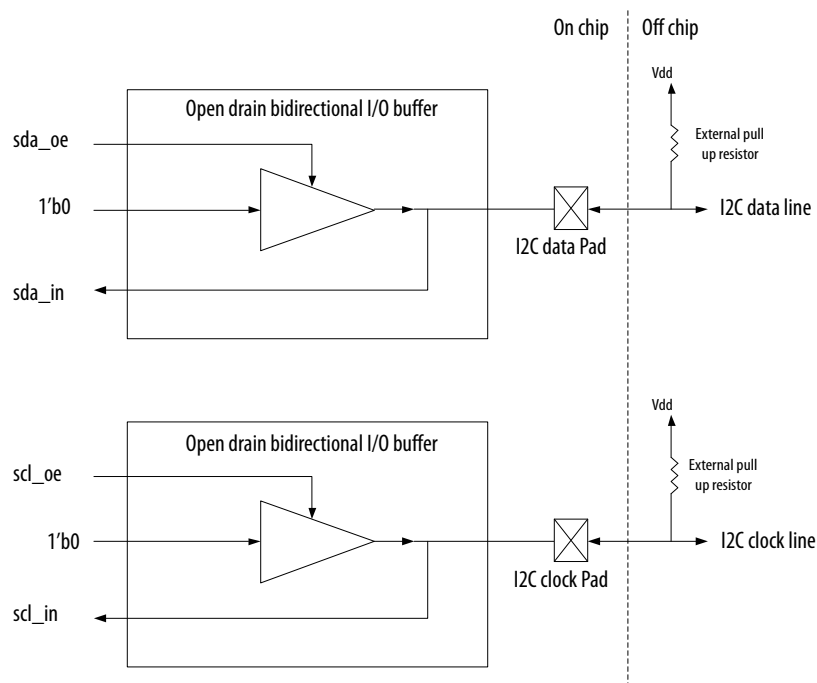 On chip
Off chip
Vdd
Open drain bidirectional I/O buffer
sda_oe
External pull
up resistor
1'b0
I2C data line
I2C data Pad
sda_in
Vdd
Open drain bidirectional I/O buffer
scl_oe
External pull
up resistor
1'b0
I2C clock line
I2C clock Pad
scl_in